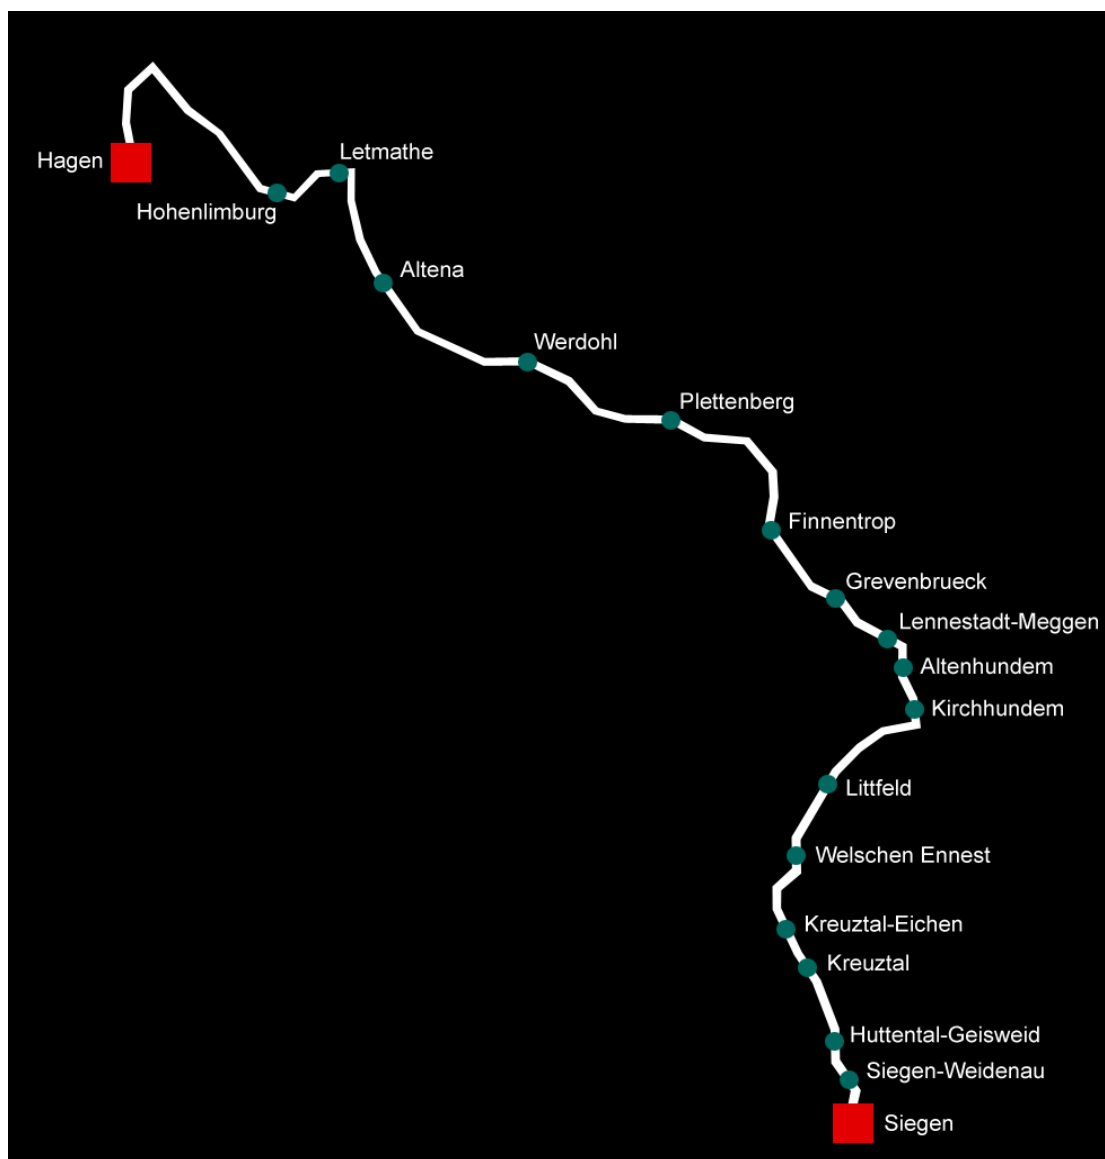 Letmathe
Hagen
Hohenlimburg
Altena
Werdohl
Plettenberg
Finnentrop
Grevenbrueck
Lennestadt-Meggen
Altenhundem
Kirchhundem
Littfeld
Welschen Ennest
Kreuztal-Eichen
Kreuztal
Huttental-Geisweid
Siegen-Weidenau
Siegen